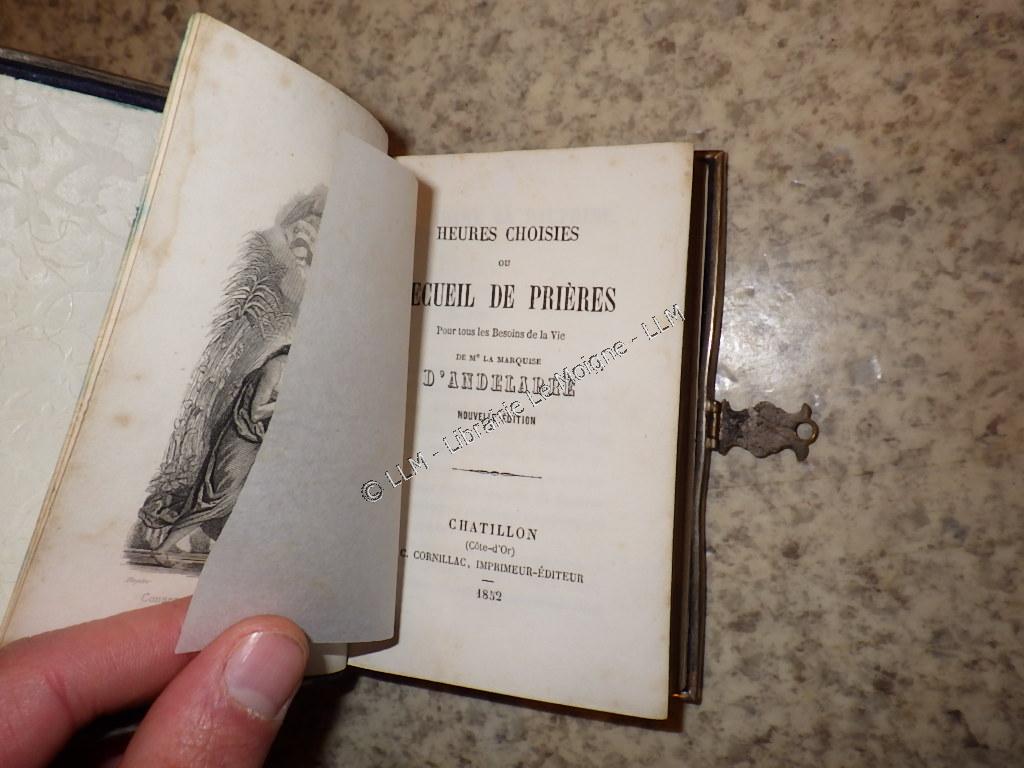 HEURES CHOISIES
OU
ECUEIL DE PRIÈRES
Pour tous les Besoins de la Vie
DE Me LA MARQUISE
D'ANDELARRE
NOUVELLE ÉDITION
CHATILLON
(Côte-d'Or)
C. CORNILLAC, IMPRIMEUR-ÉDITEUR
1852
© LLM - Librairie Le Moigne - LLM